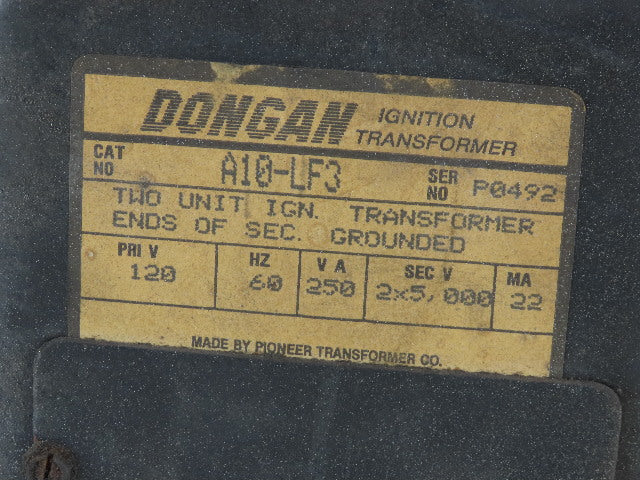 DONGAN IGNITION TRANSFORMER
CAT NO A10-LF3 SER NO P0492
TWO UNIT IGN. TRANSFORMER
ENDS OF SEC. GROUNDED
PRI V HZ V A SEC V MA
120 60 250 2x5,000 22
MADE BY PIONEER TRANSFORMER CO.